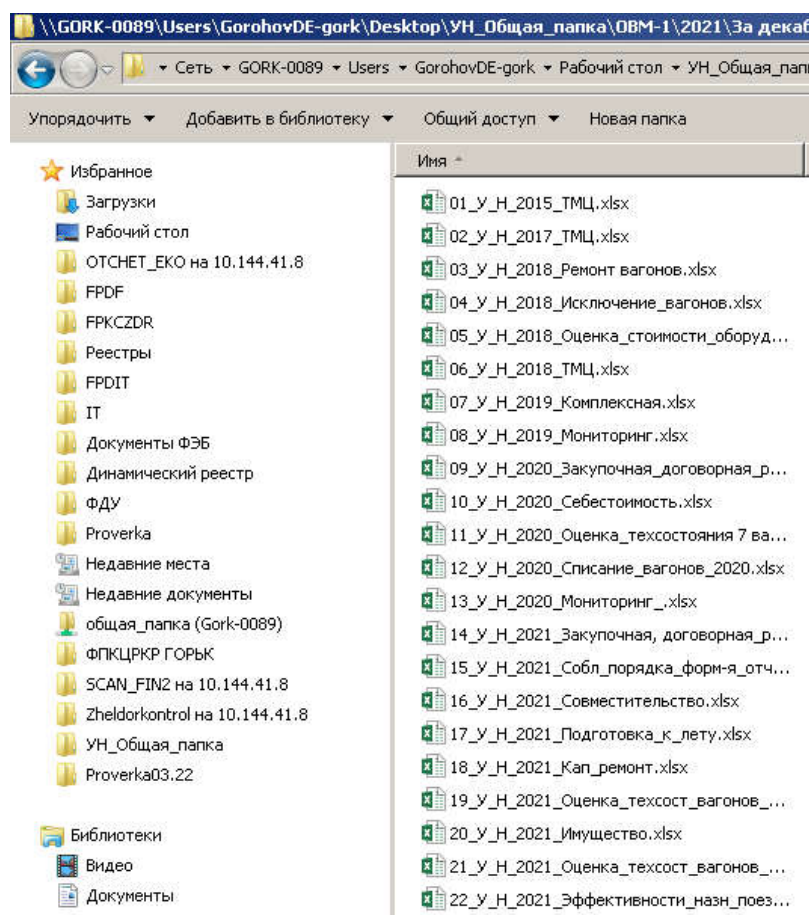 \\GORK-0089\Users\GorohovDE-gork\Desktop\УН_Общая_папка\ОВМ-1\2021\За декаб
Сеть GORK-0089 Users GorohovDE-gork Рабочий стол УН_Общая_пап
Упорядочить Добавить в библиотеку Общий доступ Новая папка
Избранное
Загрузки
Рабочий стол
OTCHET_EKO на 10.144.41.8
FPDF
FPKCZDR
Реестры
FPDIT
IT
Документы ФЭБ
Динамический реестр
ФДУ
Proverka
Недавние места
Недавние документы
общая_папка (Gork-0089)
ФПКЦРКР ГОРЬК
SCAN_FIN2 на 10.144.41.8
Zheldorkontrol на 10.144.41.8
УН_Общая_папка
Proverka03.22
Библиотеки
Видео
Документы
Имя
01_У_Н_2015_ТМЦ.xlsx
02_У_Н_2017_ТМЦ.xlsx
03_У_Н_2018_Ремонт вагонов.xlsx
04_У_Н_2018_Исключение_вагонов.xlsx
05_У_Н_2018_Оценка_стоимости_оборуд...
06_У_Н_2018_ТМЦ.xlsx
07_У_Н_2019_Комплексная.xlsx
08_У_Н_2019_Мониторинг.xlsx
09_У_Н_2020_Закупочная_договорная_р...
10_У_Н_2020_Себестоимость.xlsx
11_У_Н_2020_Оценка_техсостояния 7 ва...
12_У_Н_2020_Списание_вагонов_2020.xlsx
13_У_Н_2020_Мониторинг_.xlsx
14_У_Н_2021_Закупочная, договорная_р...
15_У_Н_2021_Собл_порядка_форм-я_отч...
16_У_Н_2021_Совместительство.xlsx
17_У_Н_2021_Подготовка_к_лету.xlsx
18_У_Н_2021_Кап_ремонт.xlsx
19_У_Н_2021_Оценка_техсост_вагонов_...
20_У_Н_2021_Имущество.xlsx
21_У_Н_2021_Оценка_техсост_вагонов_...
22_У_Н_2021_Эффективности_назн_поез...